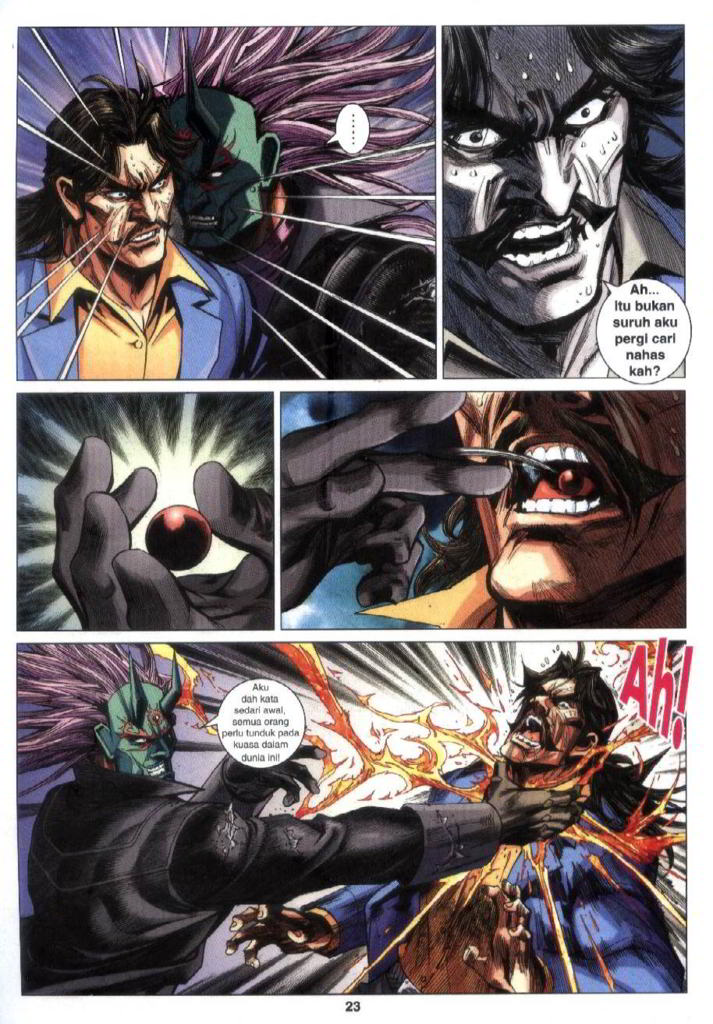 ......
Ah...
Itu bukan
suruh aku
pergi cari
nahas
kah?
Aku
dah kata
sedari awal,
semua orang
perlu tunduk pada
kuasa dalam
dunia ini!
Ah!
23